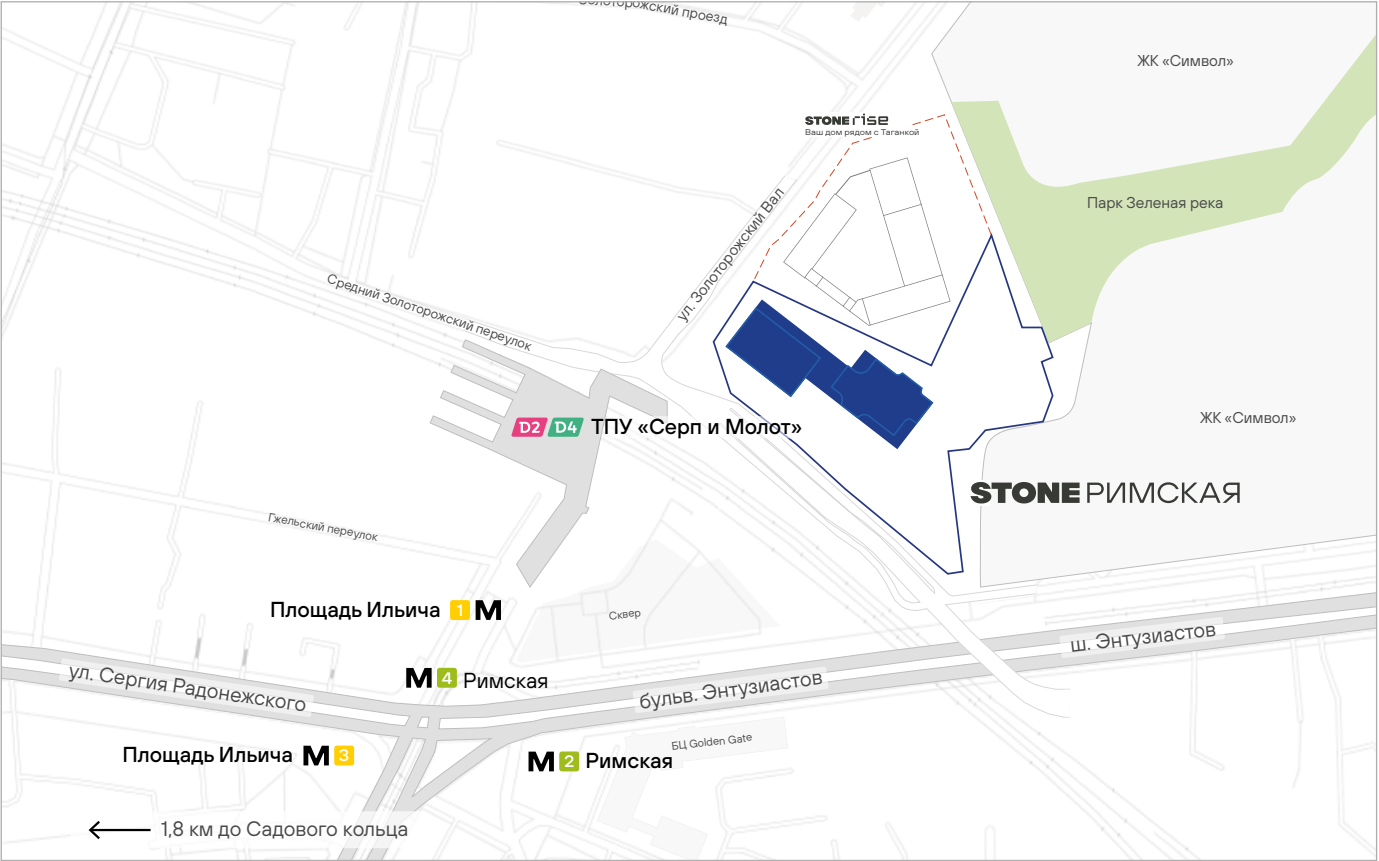 Золоторожский проезд
ЖК «Символ»
STONE rise
Ваш дом рядом с Таганкой
Парк Зеленая река
ул. Золоторожский Вал
Средний Золоторожский переулок
ЖК «Символ»
D2 D4 ТПУ «Серп и Молот»
STONE РИМСКАЯ
Гжельский переулок
Площадь Ильича 1 М
Сквер
ш. Энтузиастов
ул. Сергия Радонежского
М 4 Римская
бульв. Энтузиастов
БЦ Golden Gate
Площадь Ильича М 3
М 2 Римская
1,8 км до Садового кольца